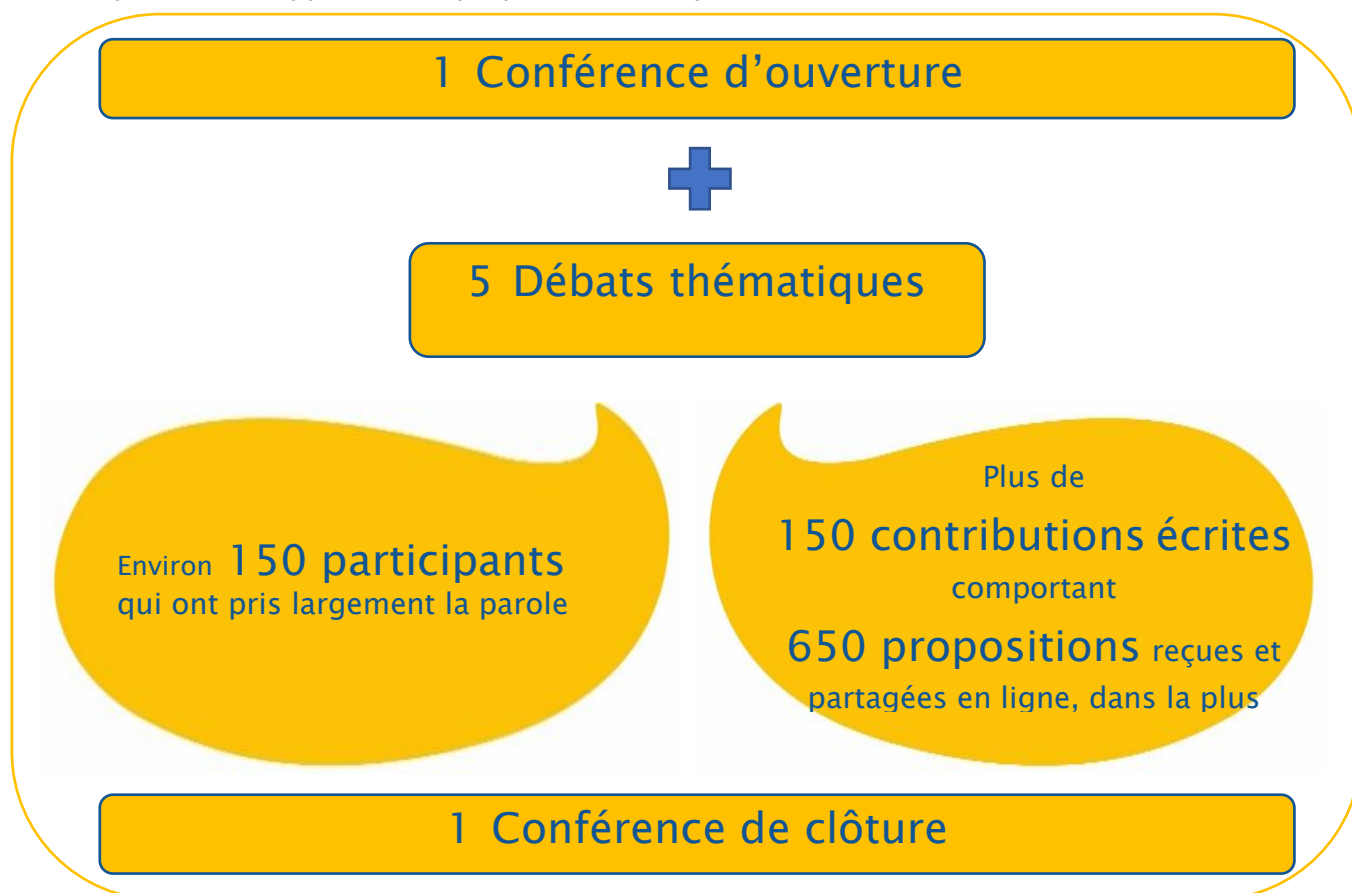 1 Conférence d'ouverture
5 Débats thématiques
Environ 150 participants
qui ont pris largement la parole
Plus de
150 contributions écrites
comportant
650 propositions reçues et
partagées en ligne, dans la plus
1 Conférence de clôture